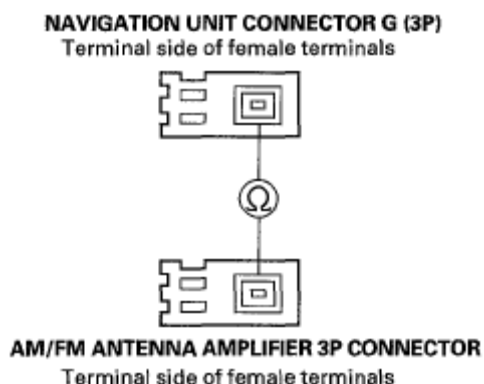 NAVIGATION UNIT CONNECTOR G (3P)
Terminal side of female terminals
Ω
AM/FM ANTENNA AMPLIFIER 3P CONNECTOR
Terminal side of female terminals